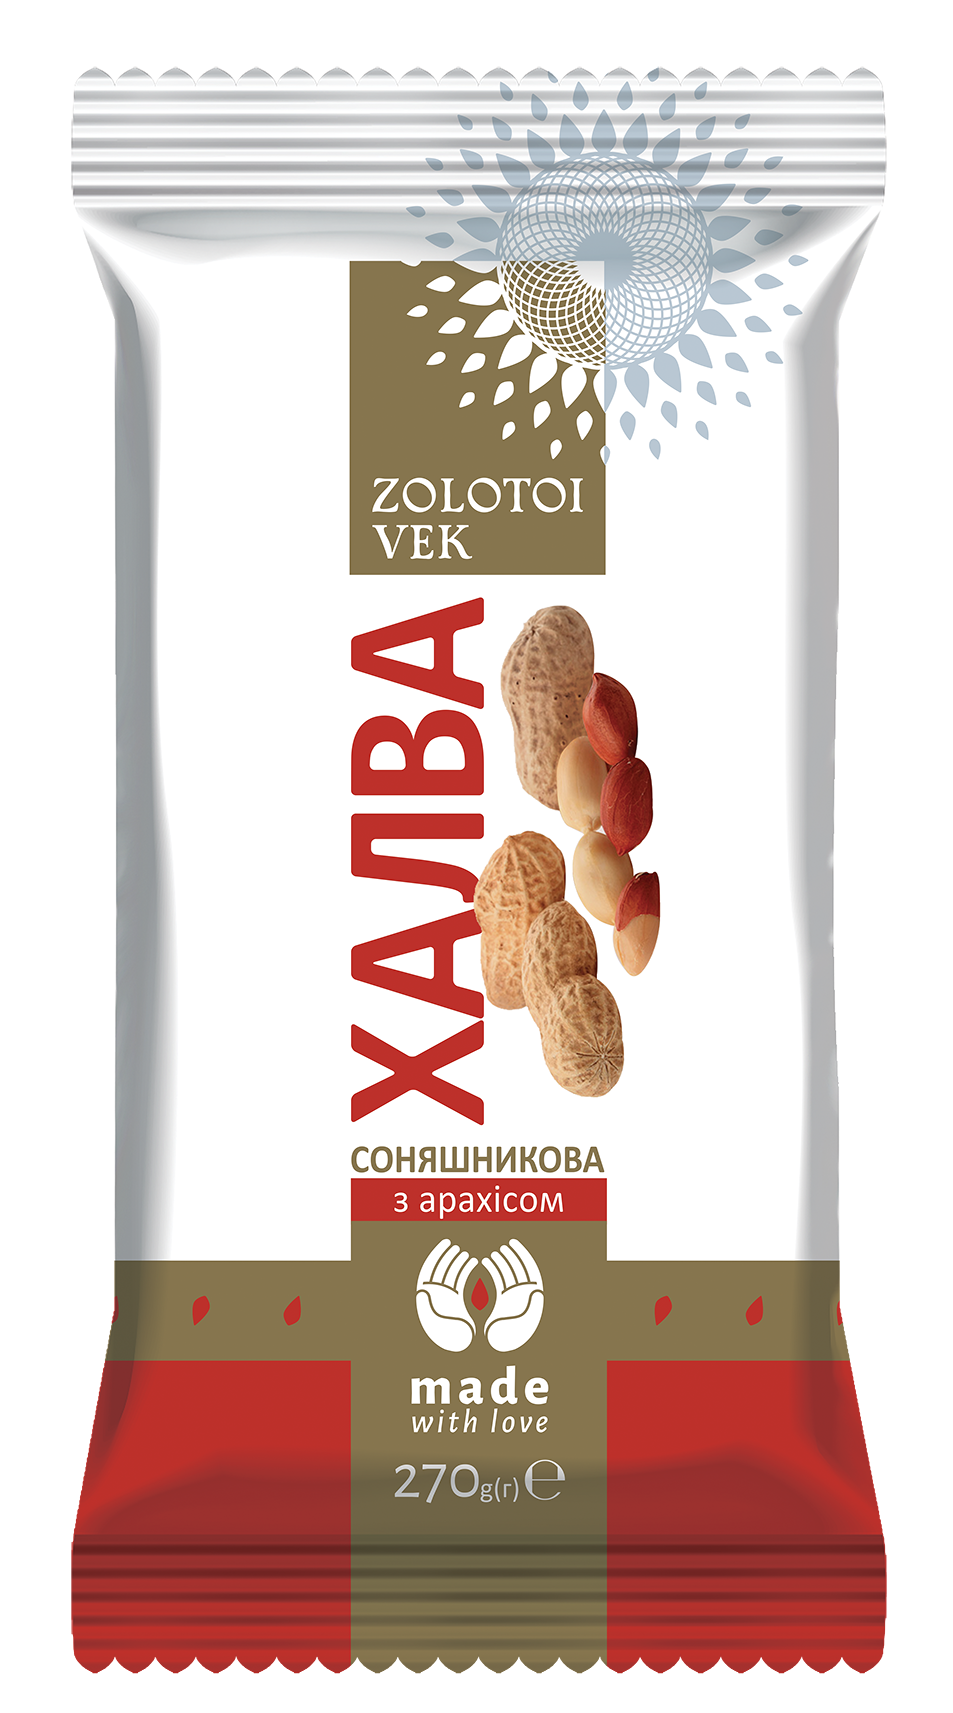 ZOLOTOI
VEK
ХАЛВА
СОНЯШНИКОВА
з арахісом
made
with love
270g(г) ℮